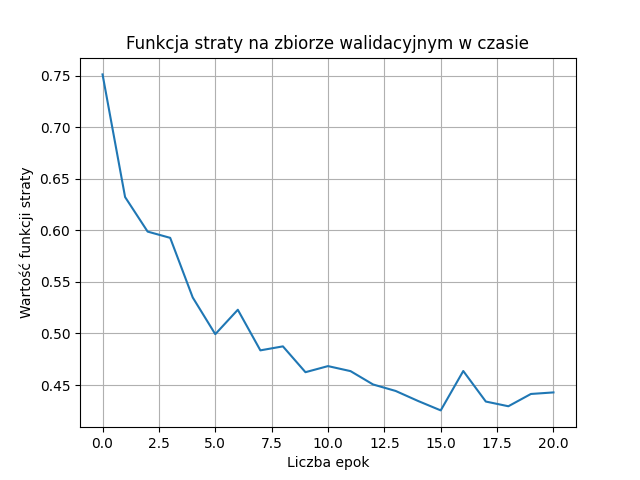 Funkcja straty na zbiorze walidacyjnym w czasie
Wartość funkcji straty
0.75
0.70
0.65
0.60
0.55
0.50
0.45
0.0 2.5 5.0 7.5 10.0 12.5 15.0 17.5 20.0
Liczba epok